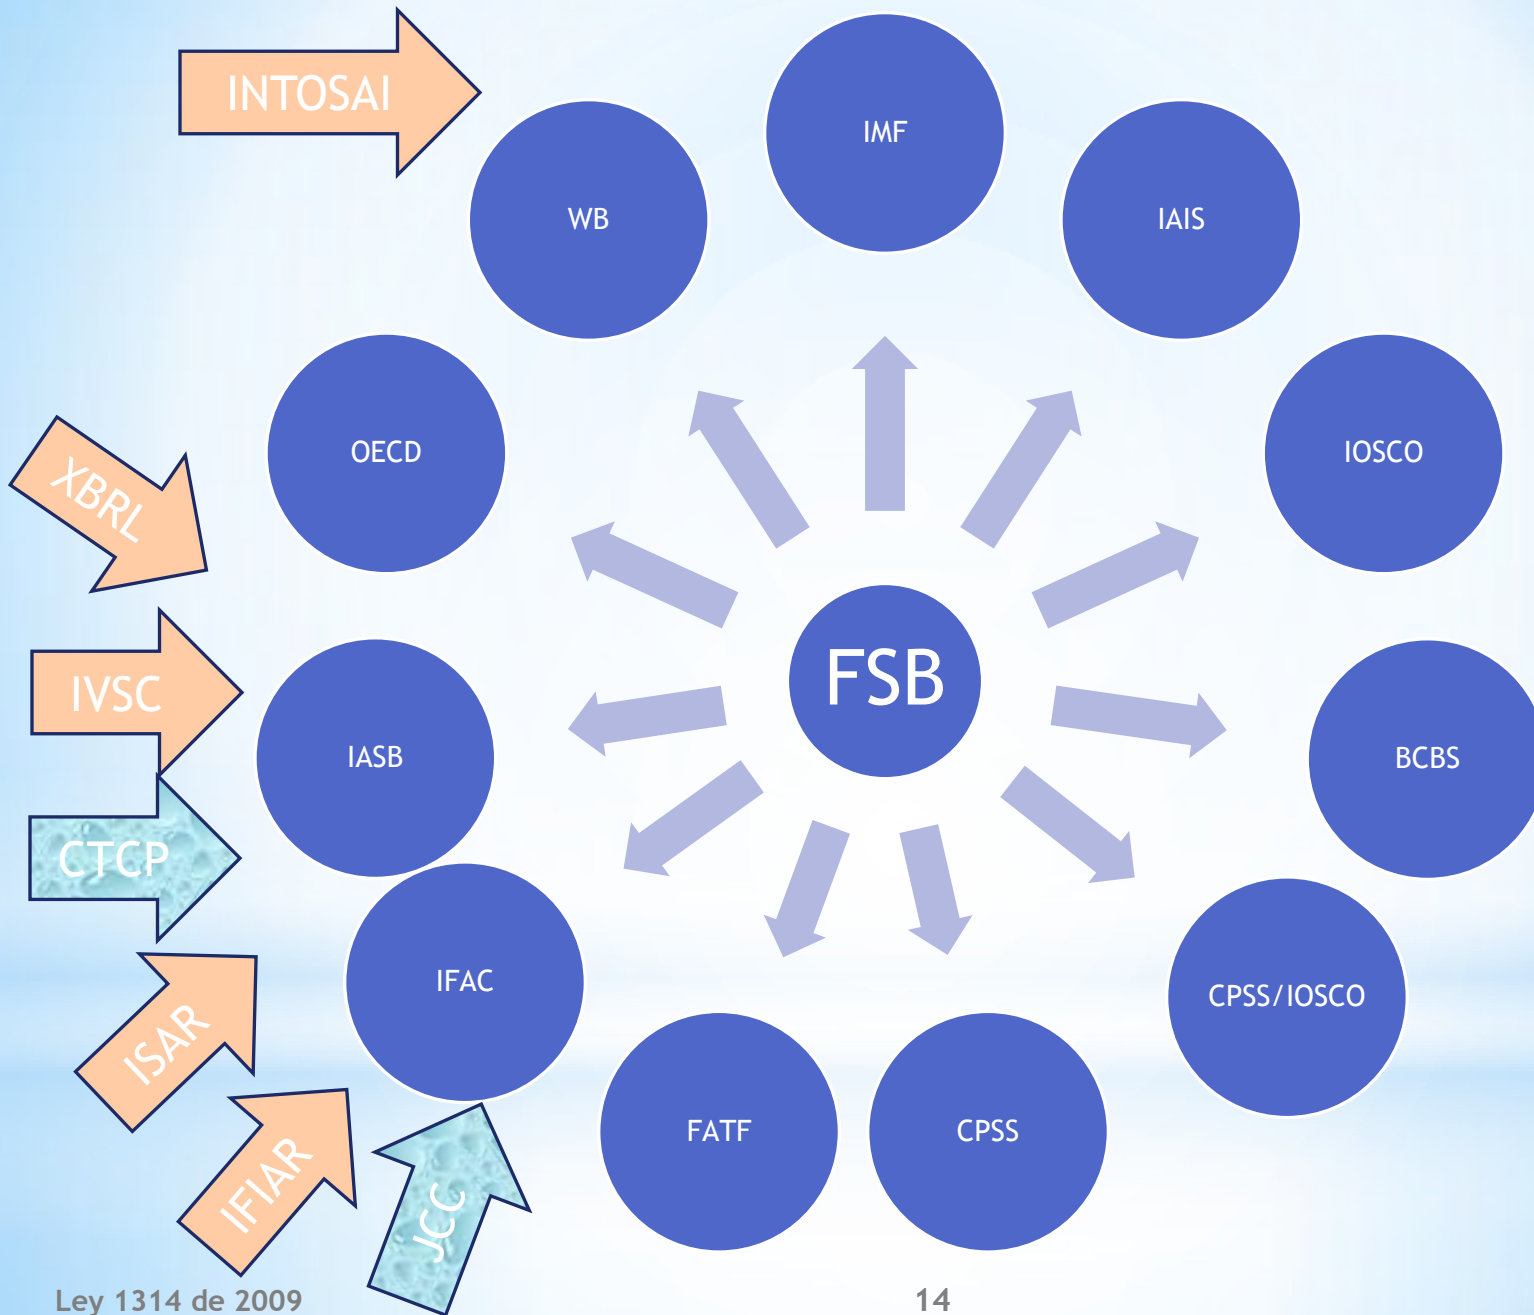 INTOSAI
IMF
WB
IAIS
OECD
IOSCO
XBRL
FSB
IVSC
IASB
BCBS
CTCP
IFAC
CPSS/IOSCO
ISAR
FATF
CPSS
IFIAR
JCC
Ley 1314 de 2009
14